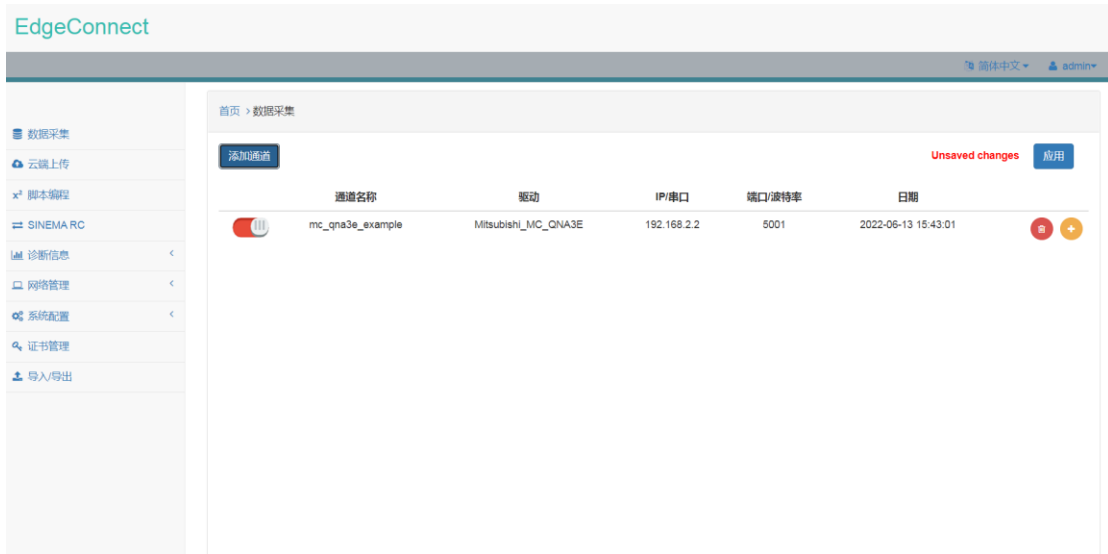 EdgeConnect
简体中文 admin
首页 › 数据采集
数据采集
云端上传
脚本编程
SINEMA RC
诊断信息
网络管理
系统配置
证书管理
导入/导出
添加通道 Unsaved changes 应用
通道名称 驱动 IP/串口 端口/波特率 日期
mc_qna3e_example Mitsubishi_MC_QNA3E 192.168.2.2 5001 2022-06-13 15:43:01